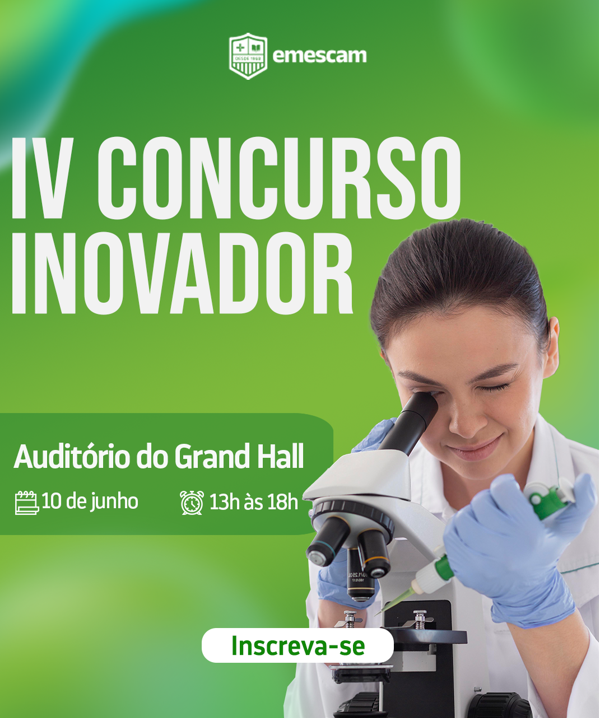 emescam
IV CONCURSO
INOVADOR
Auditório do Grand Hall
10 de junho
13h às 18h
Inscreva-se